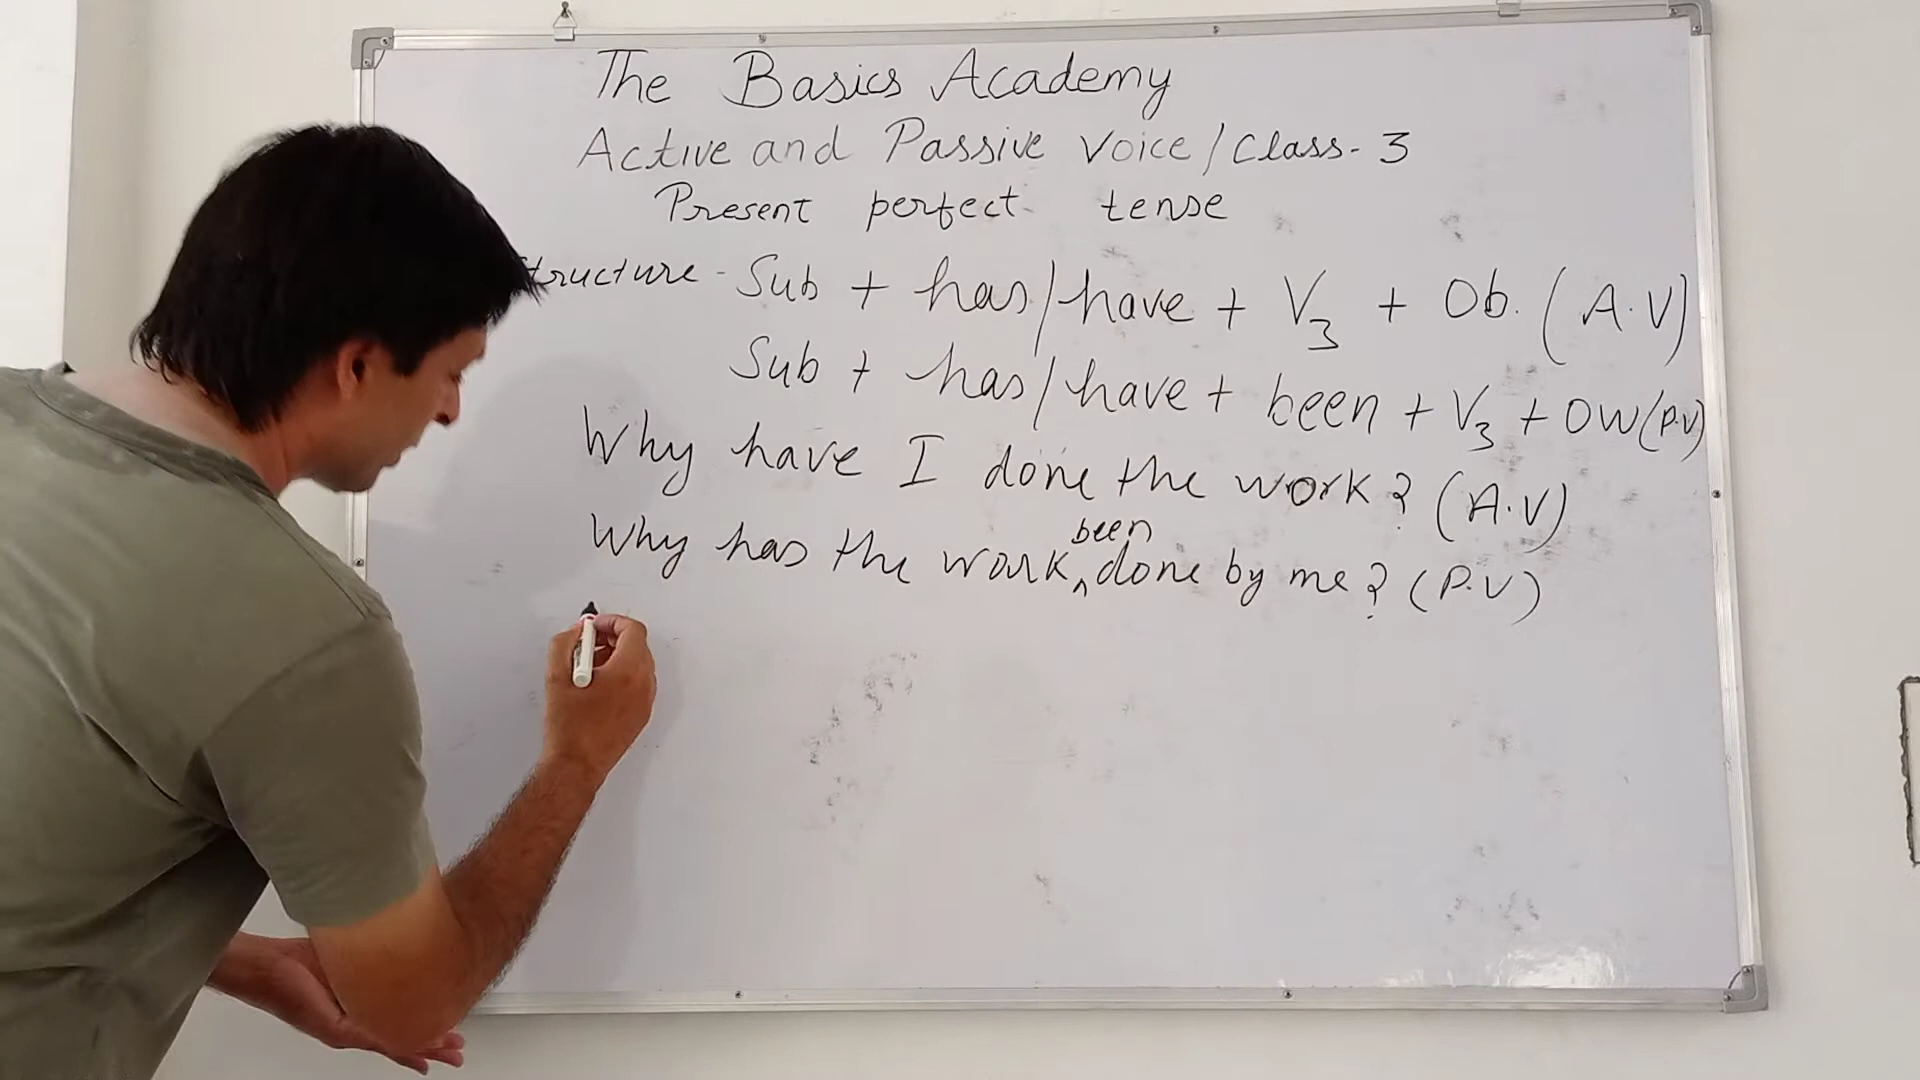 The Basics Academy
Active and Passive Voice / Class - 3
Present perfect tense
Structure - Sub + has/have + V3 + Ob. (A.V)
Sub + has/have + been + V3 + OW (P.V)
Why have I done the work? (A.V)
Why has the work ^been done by me? (P.V)